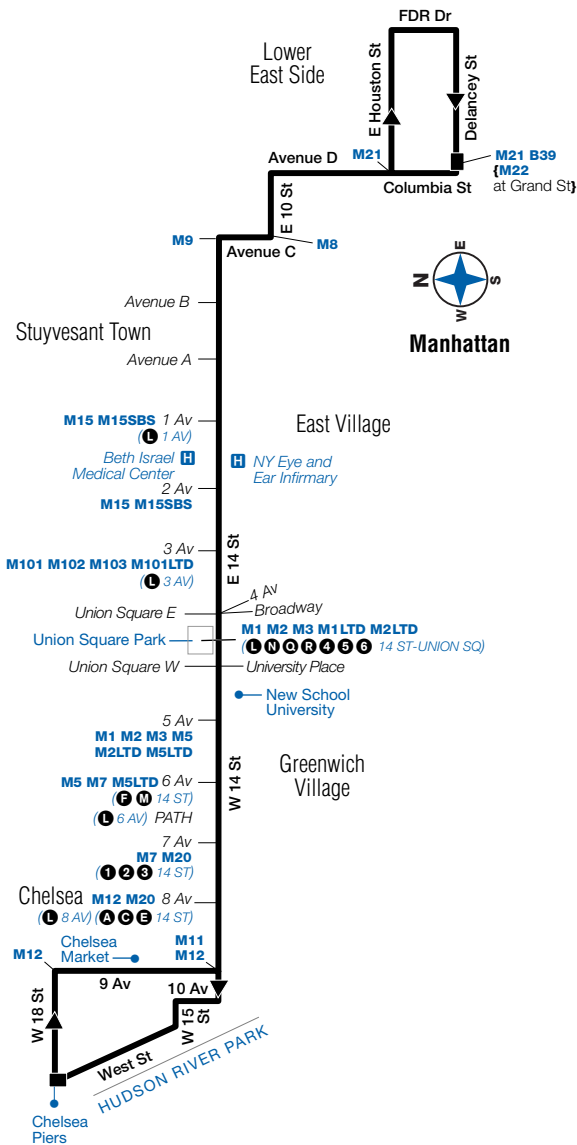 FDR Dr
Lower
East Side
E Houston St
Delancey St
Avenue D
M21
M21 B39
{M22
at Grand St}
Columbia St
E 10 St
M9
M8
Avenue C
E
N
S
W
Manhattan
Avenue B
Stuyvesant Town
Avenue A
M15 M15SBS 1 Av
(L 1 AV)
East Village
Beth Israel H
Medical Center
H NY Eye and
Ear Infirmary
2 Av
M15 M15SBS
3 Av
M101 M102 M103 M101LTD
(L 3 AV)
E 14 St
4 Av
Broadway
Union Square E
M1 M2 M3 M1LTD M2LTD
Union Square Park
(L N Q R 4 5 6 14 ST-UNION SQ)
Union Square W
University Place
New School
University
5 Av
M1 M2 M3 M5
M2LTD M5LTD
W 14 St
Greenwich
Village
M5 M7 M5LTD 6 Av
(F M 14 ST)
(L 6 AV) PATH
7 Av
M7 M20
(1 2 3 14 ST)
Chelsea
M12 M20 8 Av
(L 8 AV) (A C E 14 ST)
Chelsea
Market
M11
M12
M12
9 Av
10 Av
W 18 St
W 15
St
West St
HUDSON RIVER PARK
Chelsea
Piers